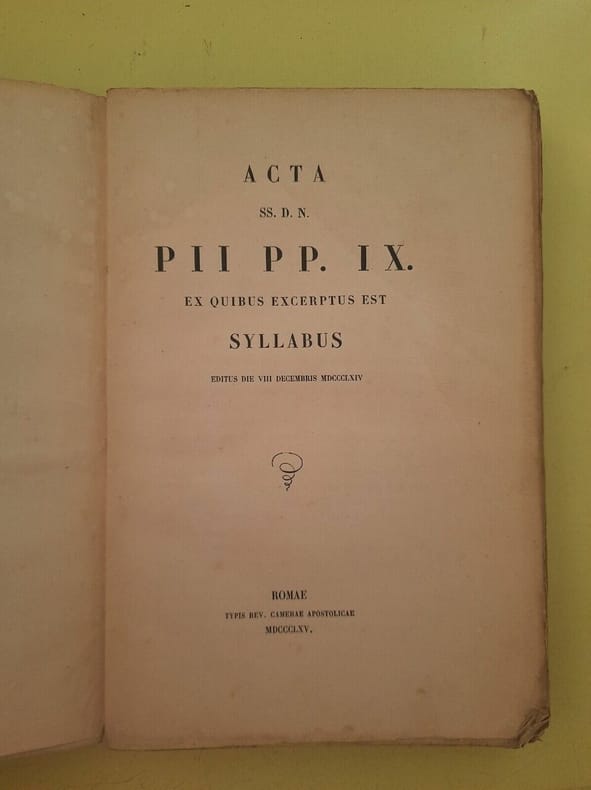 ACTA
SS. D. N.
PII PP. IX.
EX QUIBUS EXCERPTUS EST
SYLLABUS
EDITUS DIE VIII DECEMBRIS MDCCCLXIV
ROMAE
TYPIS REV. CAMERAE APOSTOLICAE
MDCCCLXV.